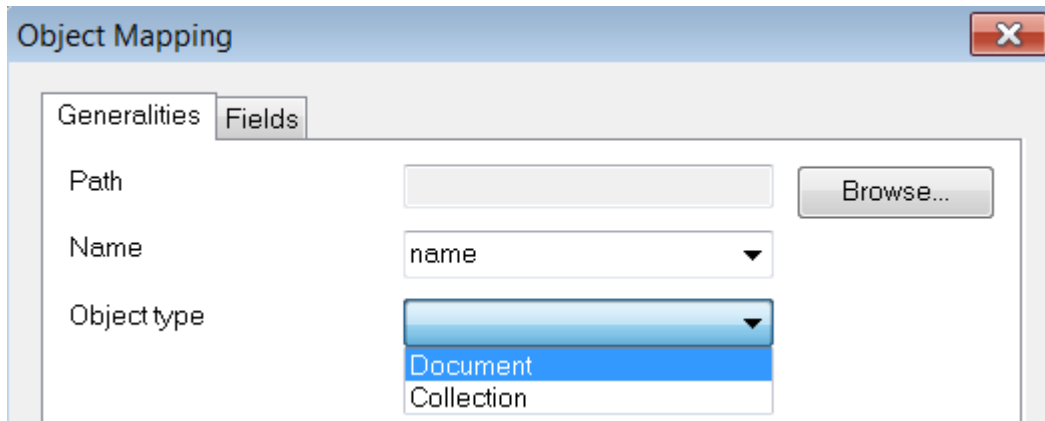 Object Mapping
Generalities Fields
Path Browse...
Name name
Object type
Document
Collection